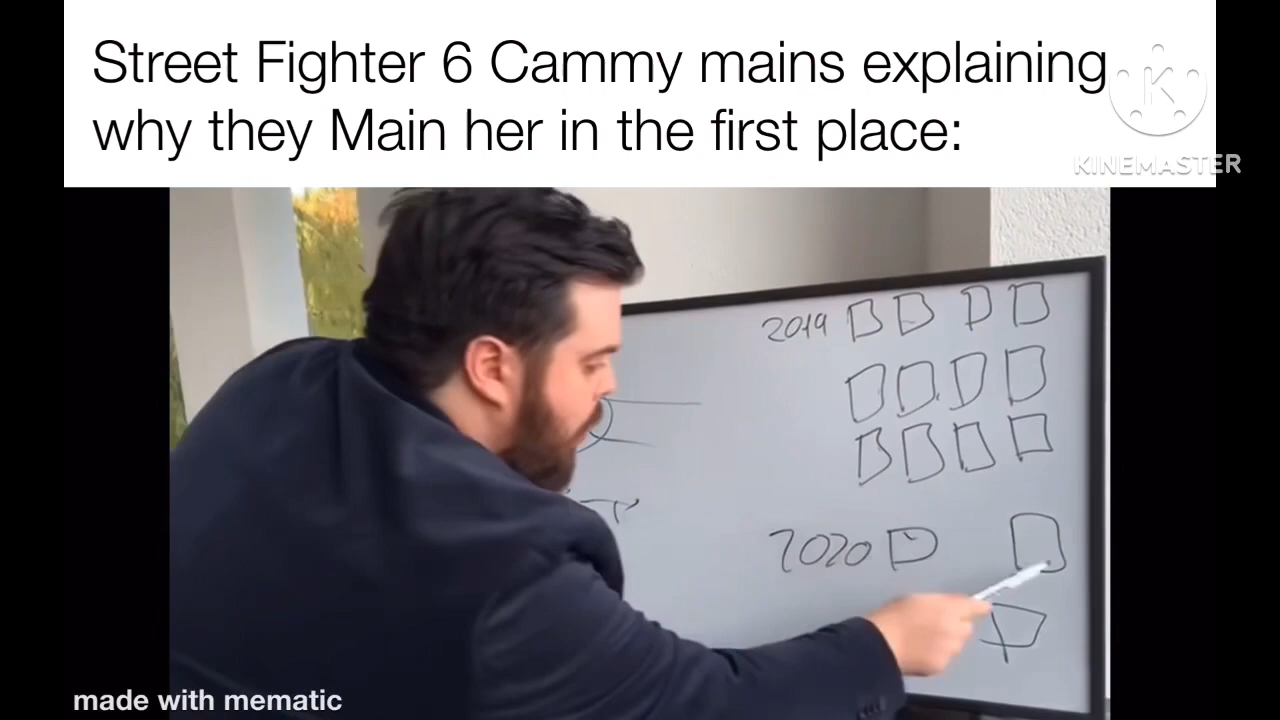 Street Fighter 6 Cammy mains explaining
why they Main her in the first place:
K
KINEMASTER
2019
2020
made with mematic